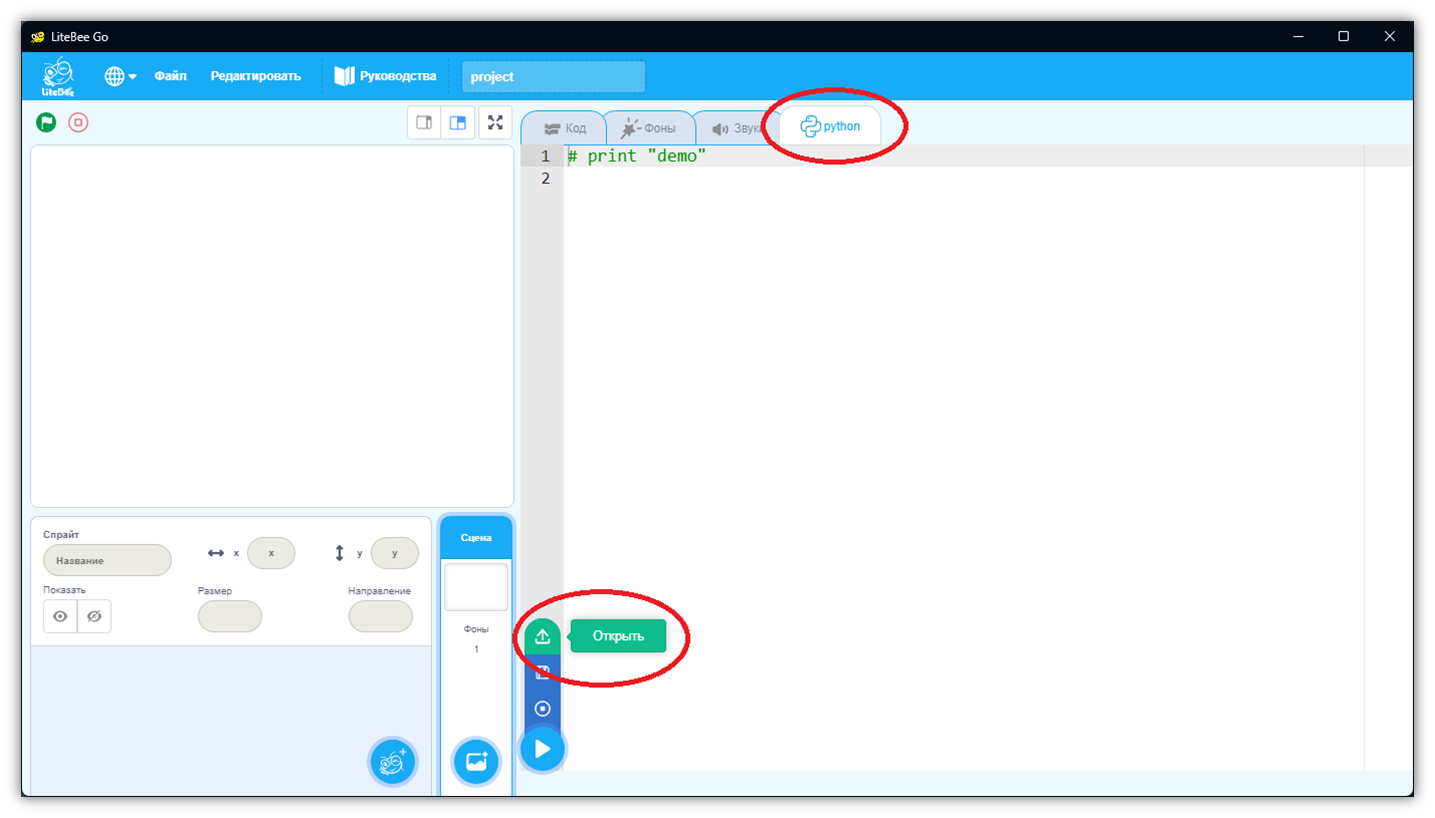 LiteBee Go
LiteBee
Файл
Редактировать
Руководства
project
Код
Фоны
Звук
python
1 # print "demo"
2
Спрайт
Название
x
x
y
y
Показать
Размер
Направление
Сцена
Фоны
1
Открыть